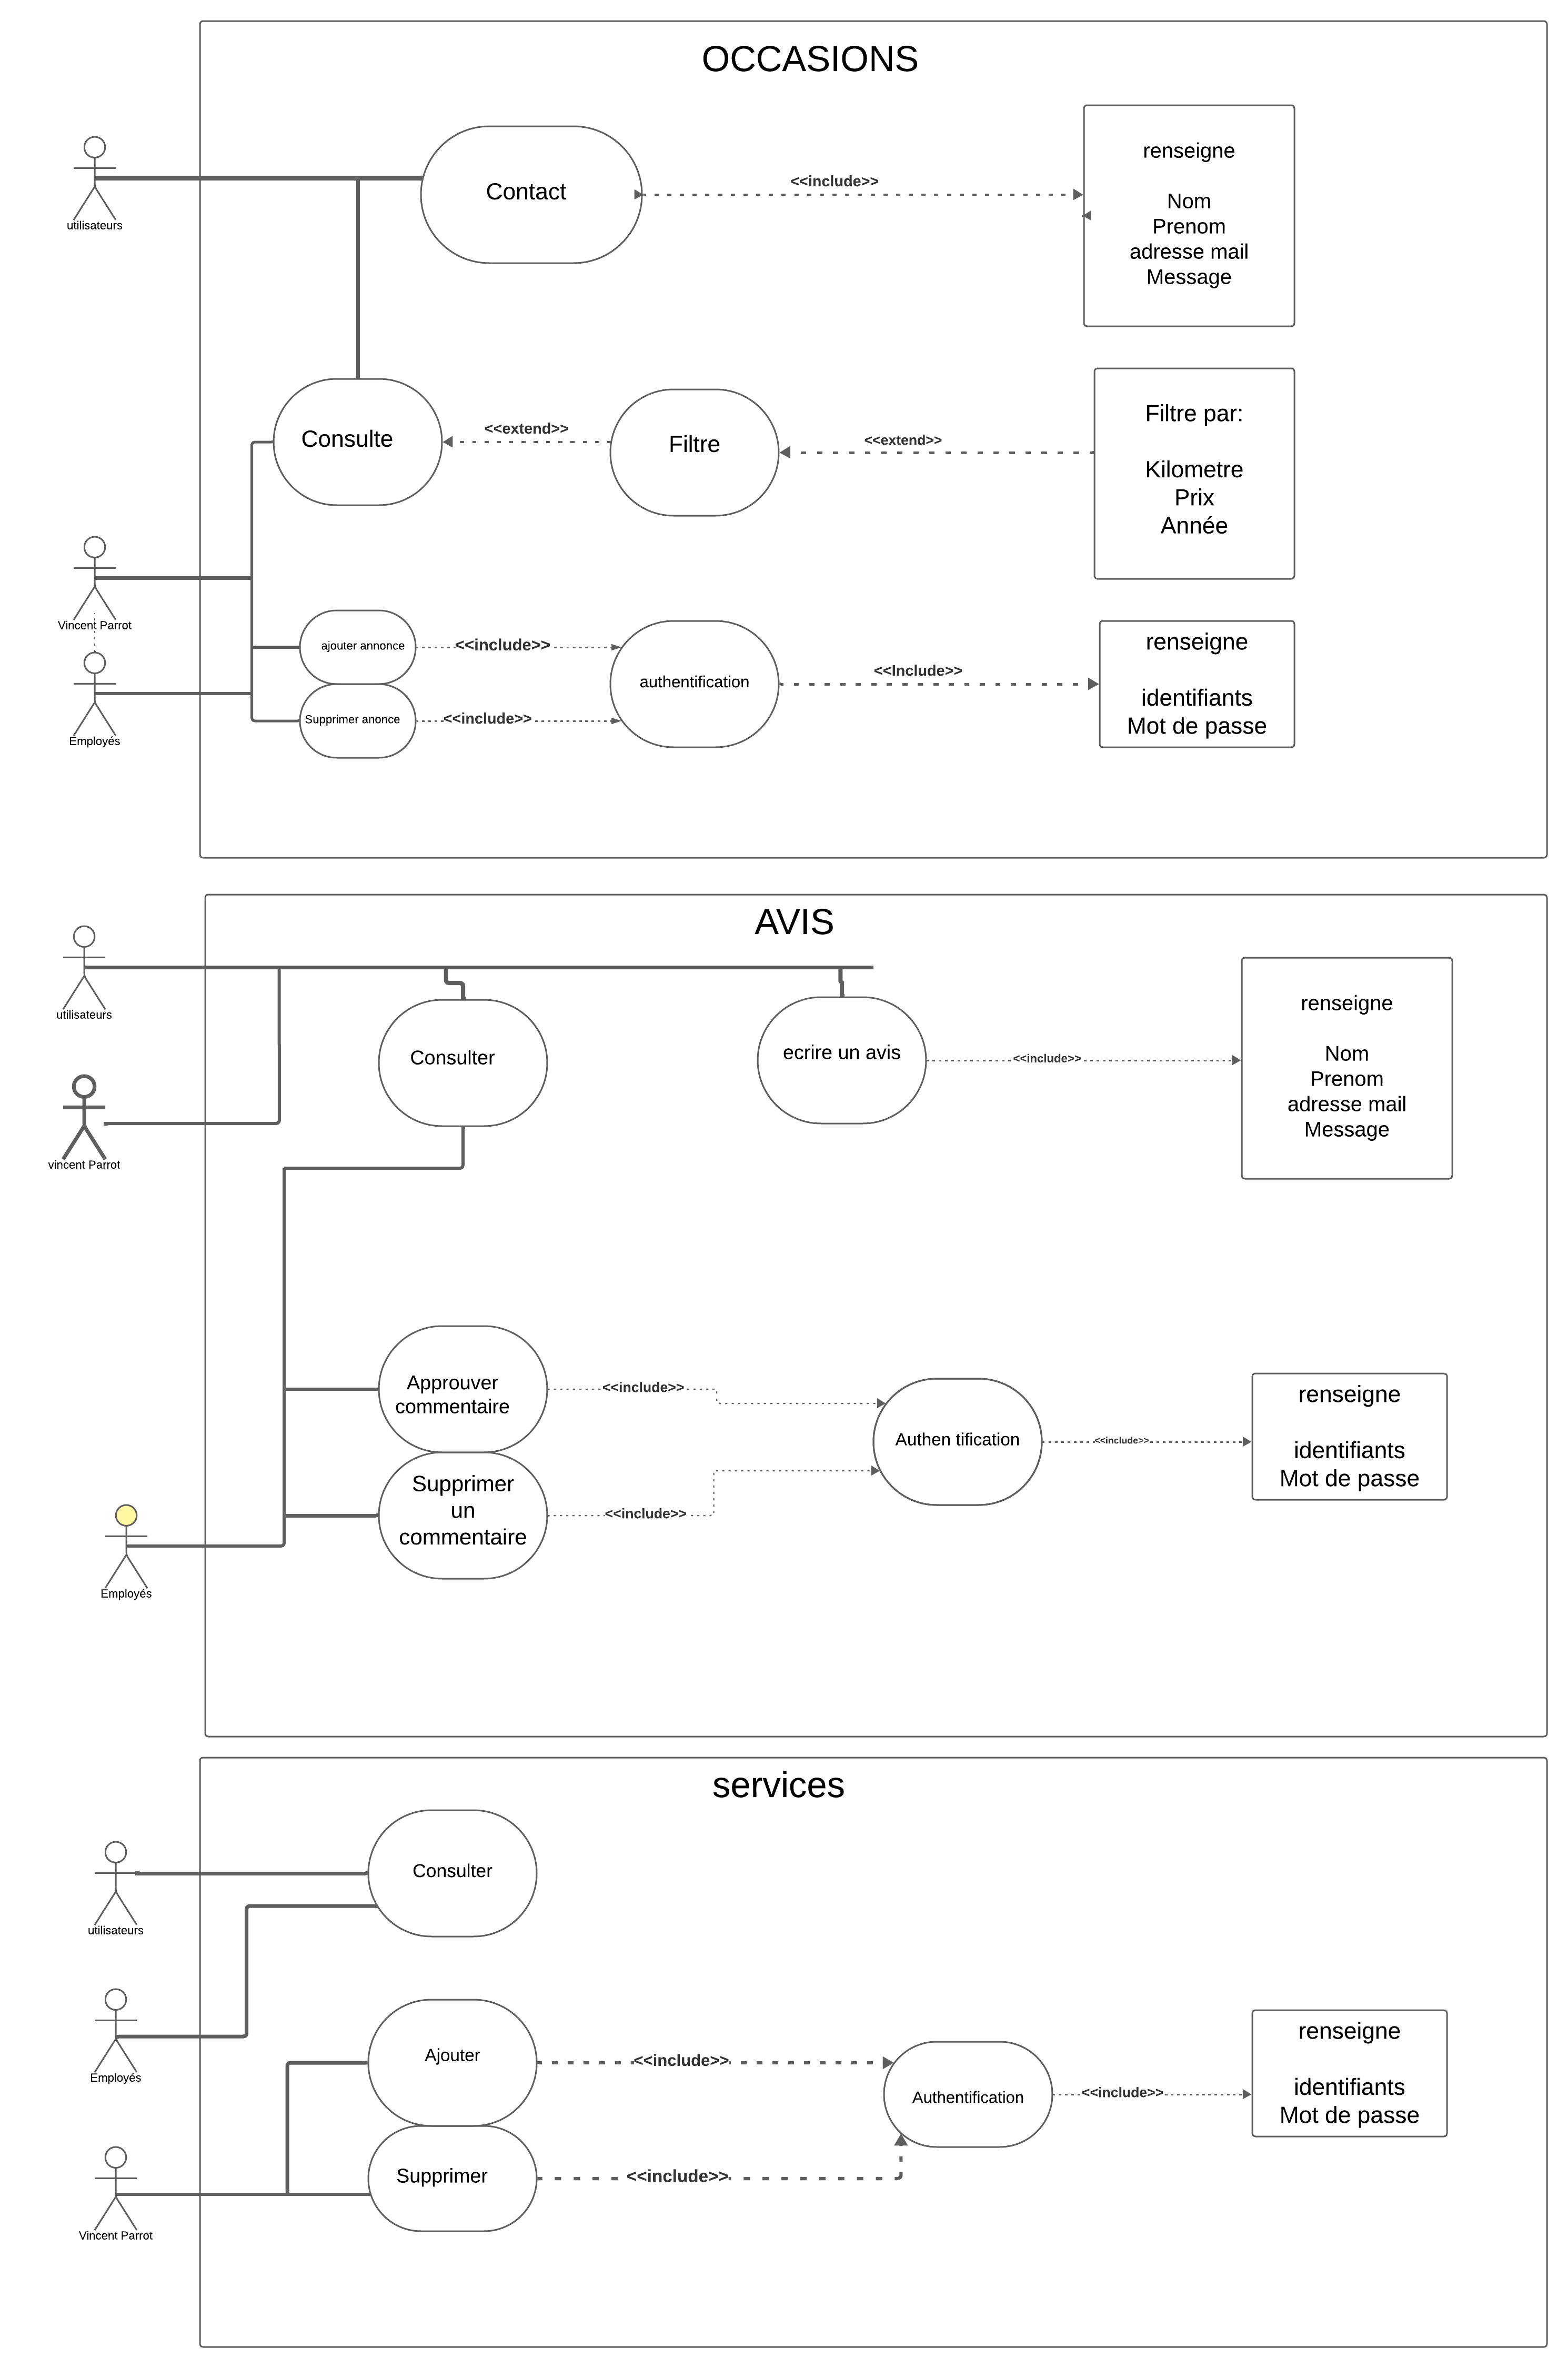 OCCASIONS
utilisateurs
Contact
<<include>>
renseigne
Nom
Prenom
adresse mail
Message
Consulte
<<extend>>
Filtre
<<extend>>
Filtre par:
Kilometre
Prix
Année
Vincent Parrot
Employés
ajouter annonce
<<include>>
Supprimer anonce
<<include>>
authentification
<<Include>>
renseigne
identifiants
Mot de passe
AVIS
utilisateurs
vincent Parrot
Consulter
ecrire un avis
<<include>>
renseigne
Nom
Prenom
adresse mail
Message
Approuver
commentaire
<<include>>
Supprimer
un
commentaire
<<include>>
Authen tification
<<include>>
renseigne
identifiants
Mot de passe
Employés
services
utilisateurs
Consulter
Employés
Ajouter
<<include>>
Authentification
<<include>>
renseigne
identifiants
Mot de passe
Supprimer
<<include>>
Vincent Parrot